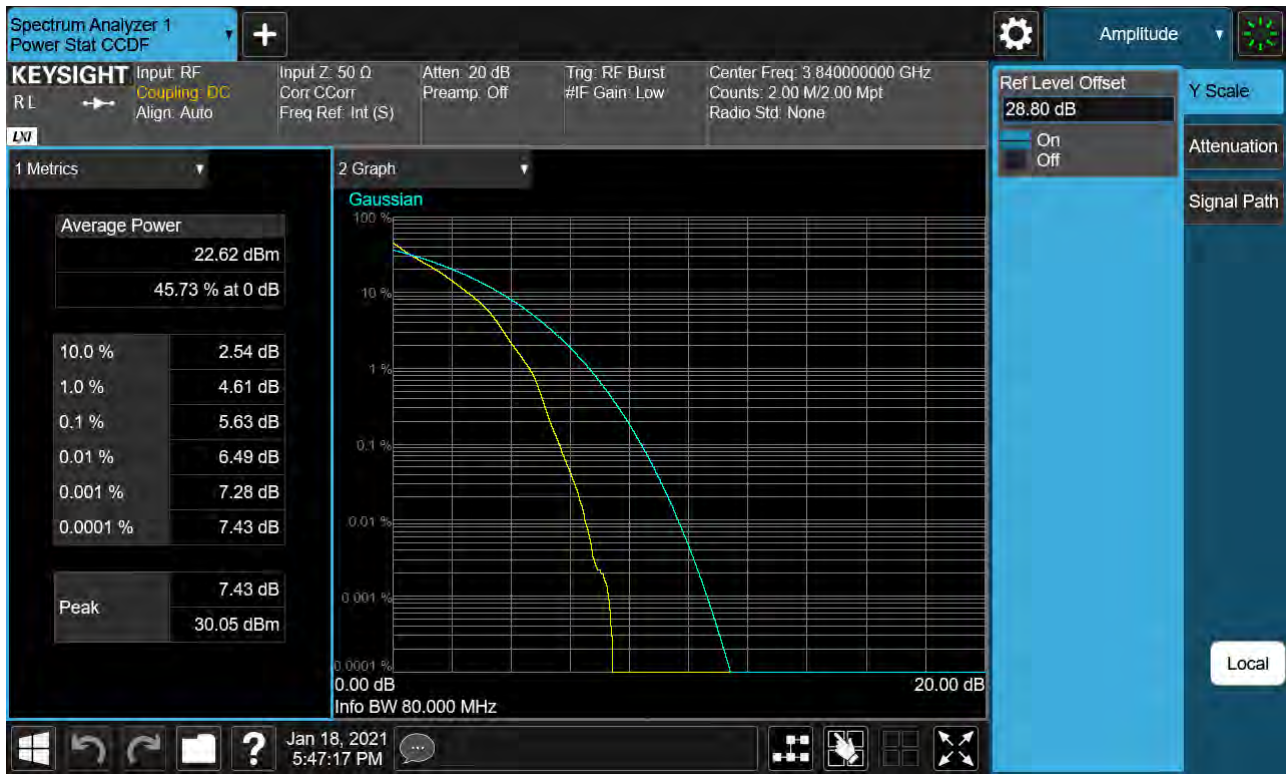 Spectrum Analyzer 1
Power Stat CCDF
+
Amplitude
KEYSIGHT
RL
LXI
Input: RF
Coupling: DC
Align: Auto
Input Z: 50 Ω
Corr CCorr
Freq Ref: Int (S)
Atten: 20 dB
Preamp: Off
Trig: RF Burst
#IF Gain: Low
Center Freq: 3.840000000 GHz
Counts: 2.00 M/2.00 Mpt
Radio Std: None
Ref Level Offset
28.80 dB
On
Off
Y Scale
Attenuation
Signal Path
1 Metrics
Average Power
22.62 dBm
45.73 % at 0 dB
10.0 % 2.54 dB
1.0 % 4.61 dB
0.1 % 5.63 dB
0.01 % 6.49 dB
0.001 % 7.28 dB
0.0001 % 7.43 dB
Peak
7.43 dB
30.05 dBm
2 Graph
Gaussian
100 %
10 %
1 %
0.1 %
0.01 %
0.001 %
0.0001 %
0.00 dB 20.00 dB
Info BW 80.000 MHz
Local
?
Jan 18, 2021
5:47:17 PM